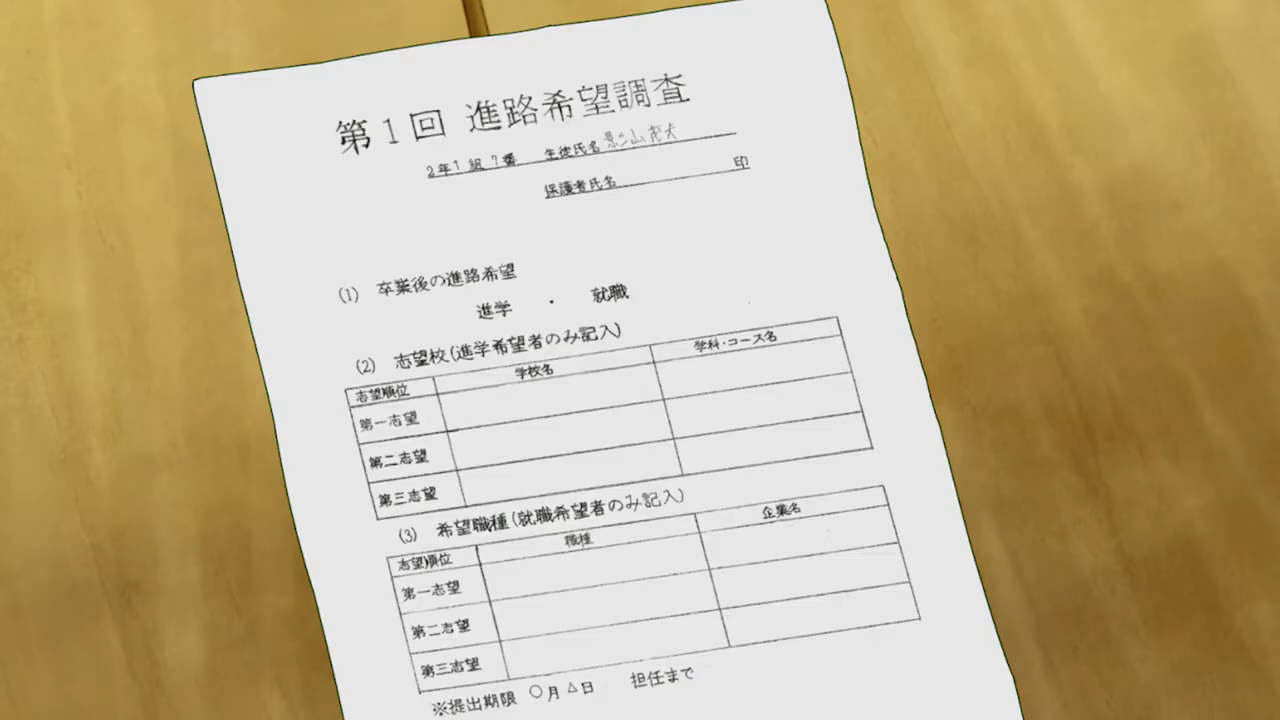 第1回 進路希望調査
2年1組7番 生徒氏名 影山茂夫
保護者氏名 印
(1) 卒業後の進路希望
進学 ・ 就職
(2) 志望校(進学希望者のみ記入)
志望順位 学校名 学科・コース名
第一志望
第二志望
第三志望
(3) 希望職種(就職希望者のみ記入)
志望順位 職種 企業名
第一志望
第二志望
第三志望
※提出期限 ○月△日 担任まで